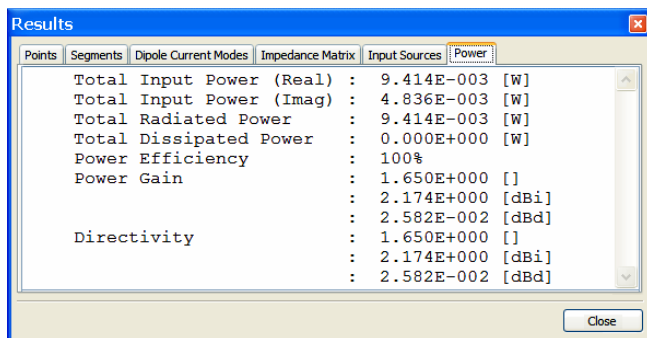 Results
Points Segments Dipole Current Modes Impedance Matrix Input Sources Power
Total Input Power (Real) : 9.414E-003 [W]
Total Input Power (Imag) : 4.836E-003 [W]
Total Radiated Power : 9.414E-003 [W]
Total Dissipated Power : 0.000E+000 [W]
Power Efficiency : 100%
Power Gain : 1.650E+000 []
: 2.174E+000 [dBi]
: 2.582E-002 [dBd]
Directivity : 1.650E+000 []
: 2.174E+000 [dBi]
: 2.582E-002 [dBd]
Close